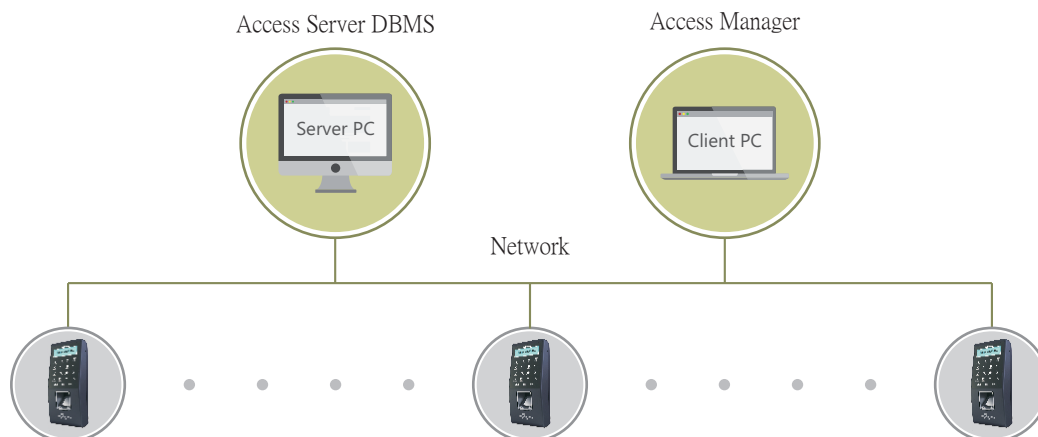 Access Server DBMS
Access Manager
Server PC
Client PC
Network